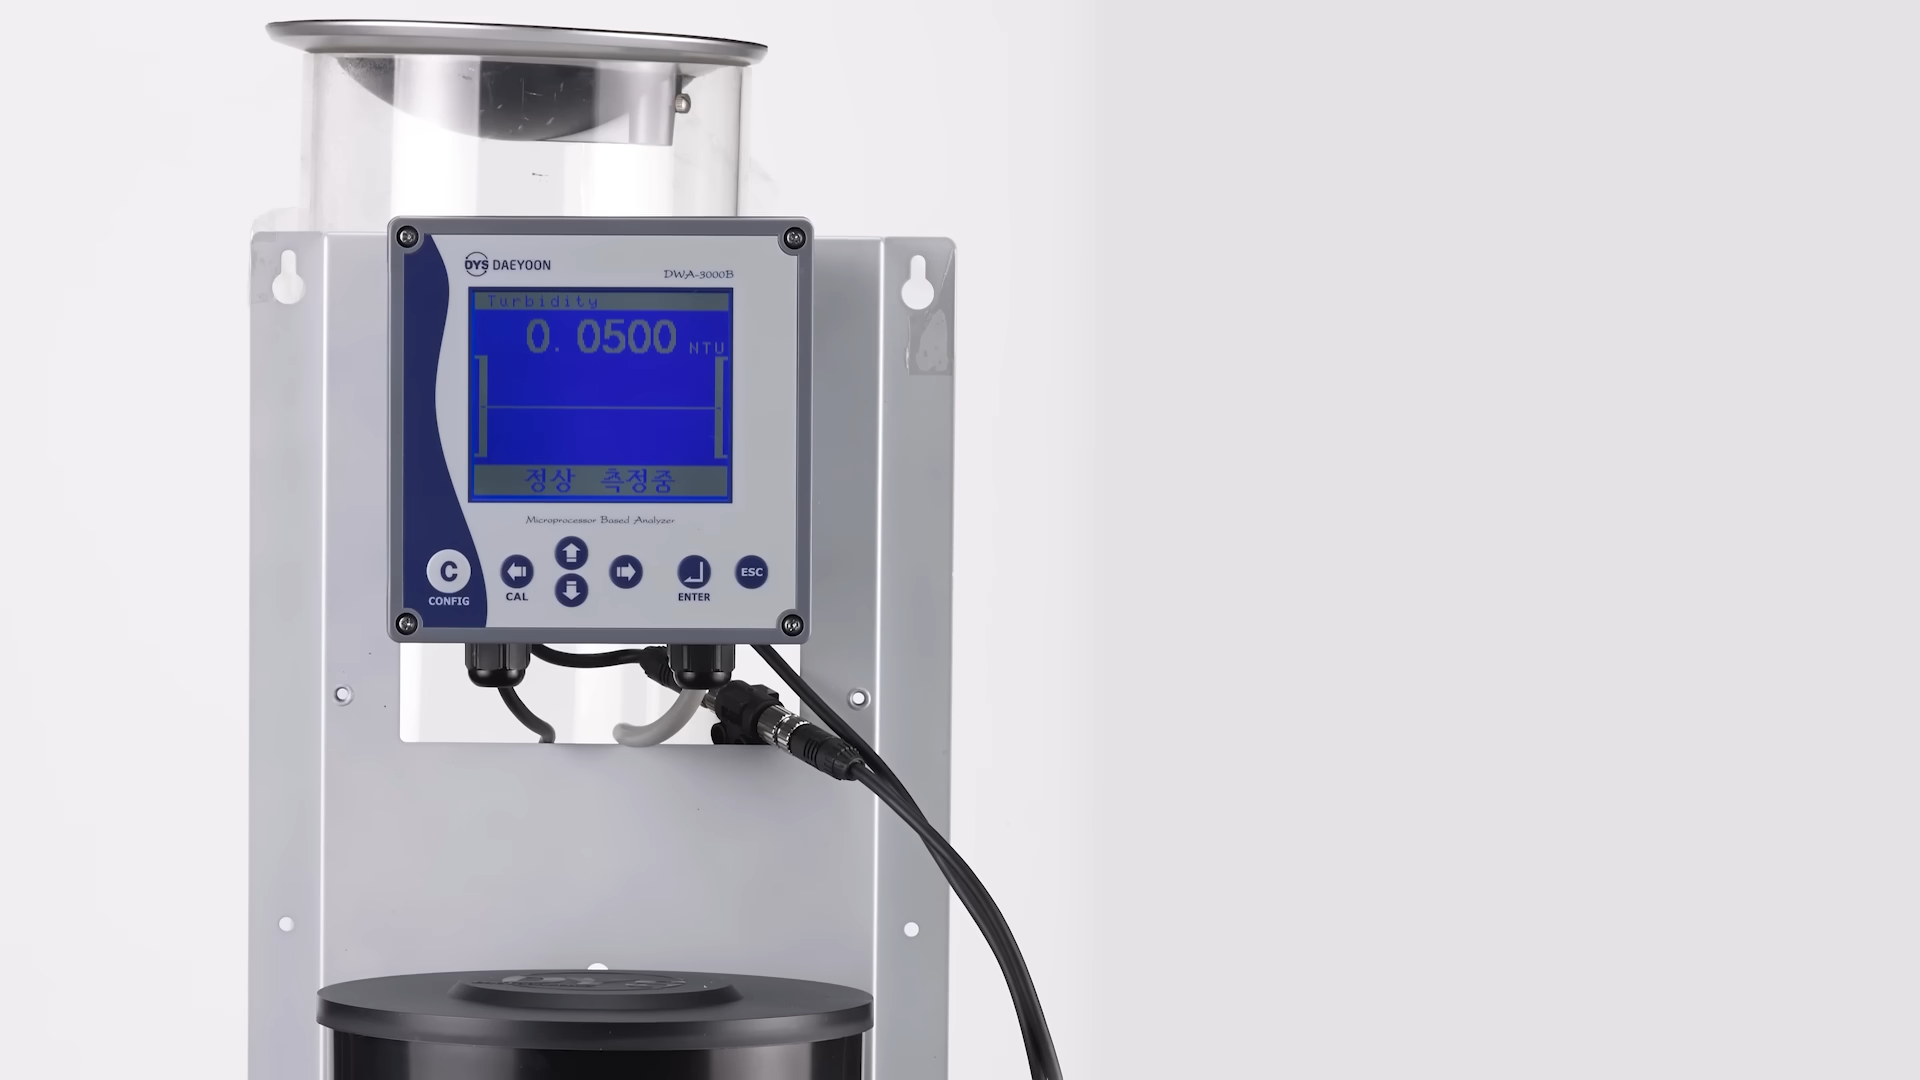 DYS DAEYOON
DWA-3000B
Turbidity
0.0500 NTU
정상 측정중
Microprocessor Based Analyzer
C
ESC
CONFIG
CAL
ENTER